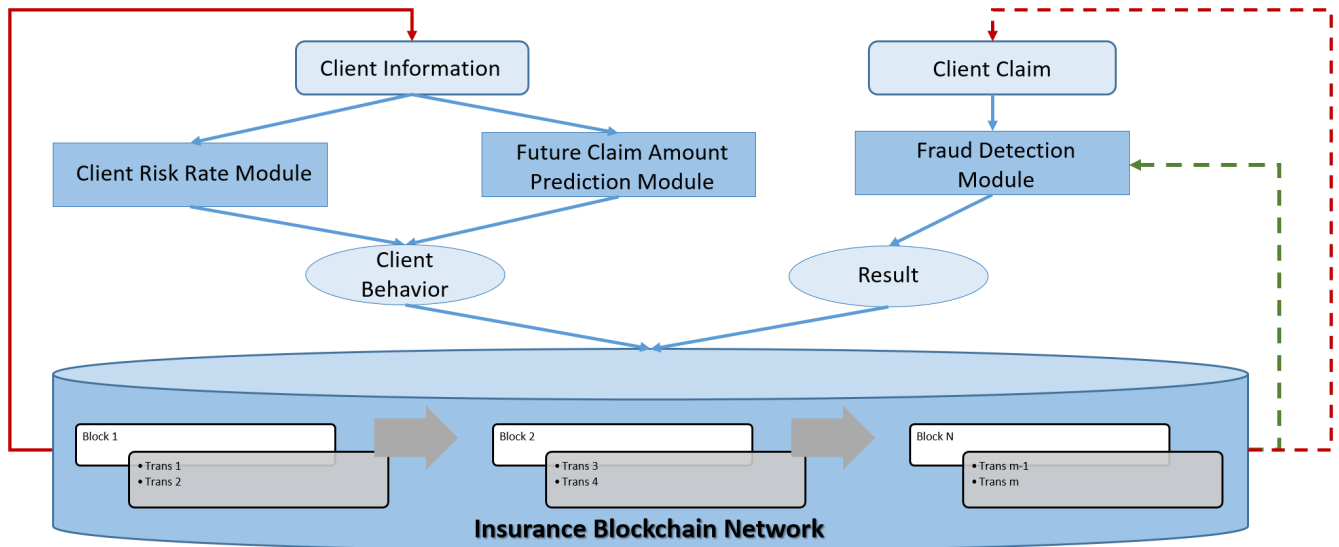 Client Information
Client Claim
Client Risk Rate Module
Future Claim Amount
Prediction Module
Fraud Detection
Module
Client
Behavior
Result
Block 1
• Trans 1
• Trans 2
Block 2
• Trans 3
• Trans 4
Block N
• Trans m-1
• Trans m
Insurance Blockchain Network